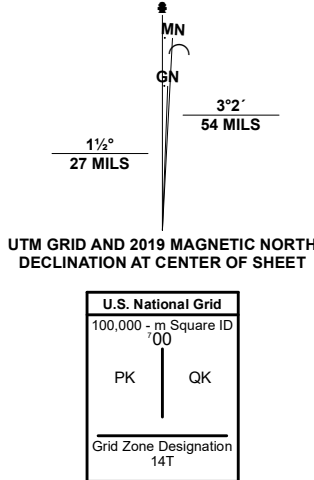 MN
GN
3°2´
54 MILS
1½°
27 MILS
UTM GRID AND 2019 MAGNETIC NORTH
DECLINATION AT CENTER OF SHEET
U.S. National Grid
100,000 - m Square ID
⁷00
PK QK
Grid Zone Designation
14T